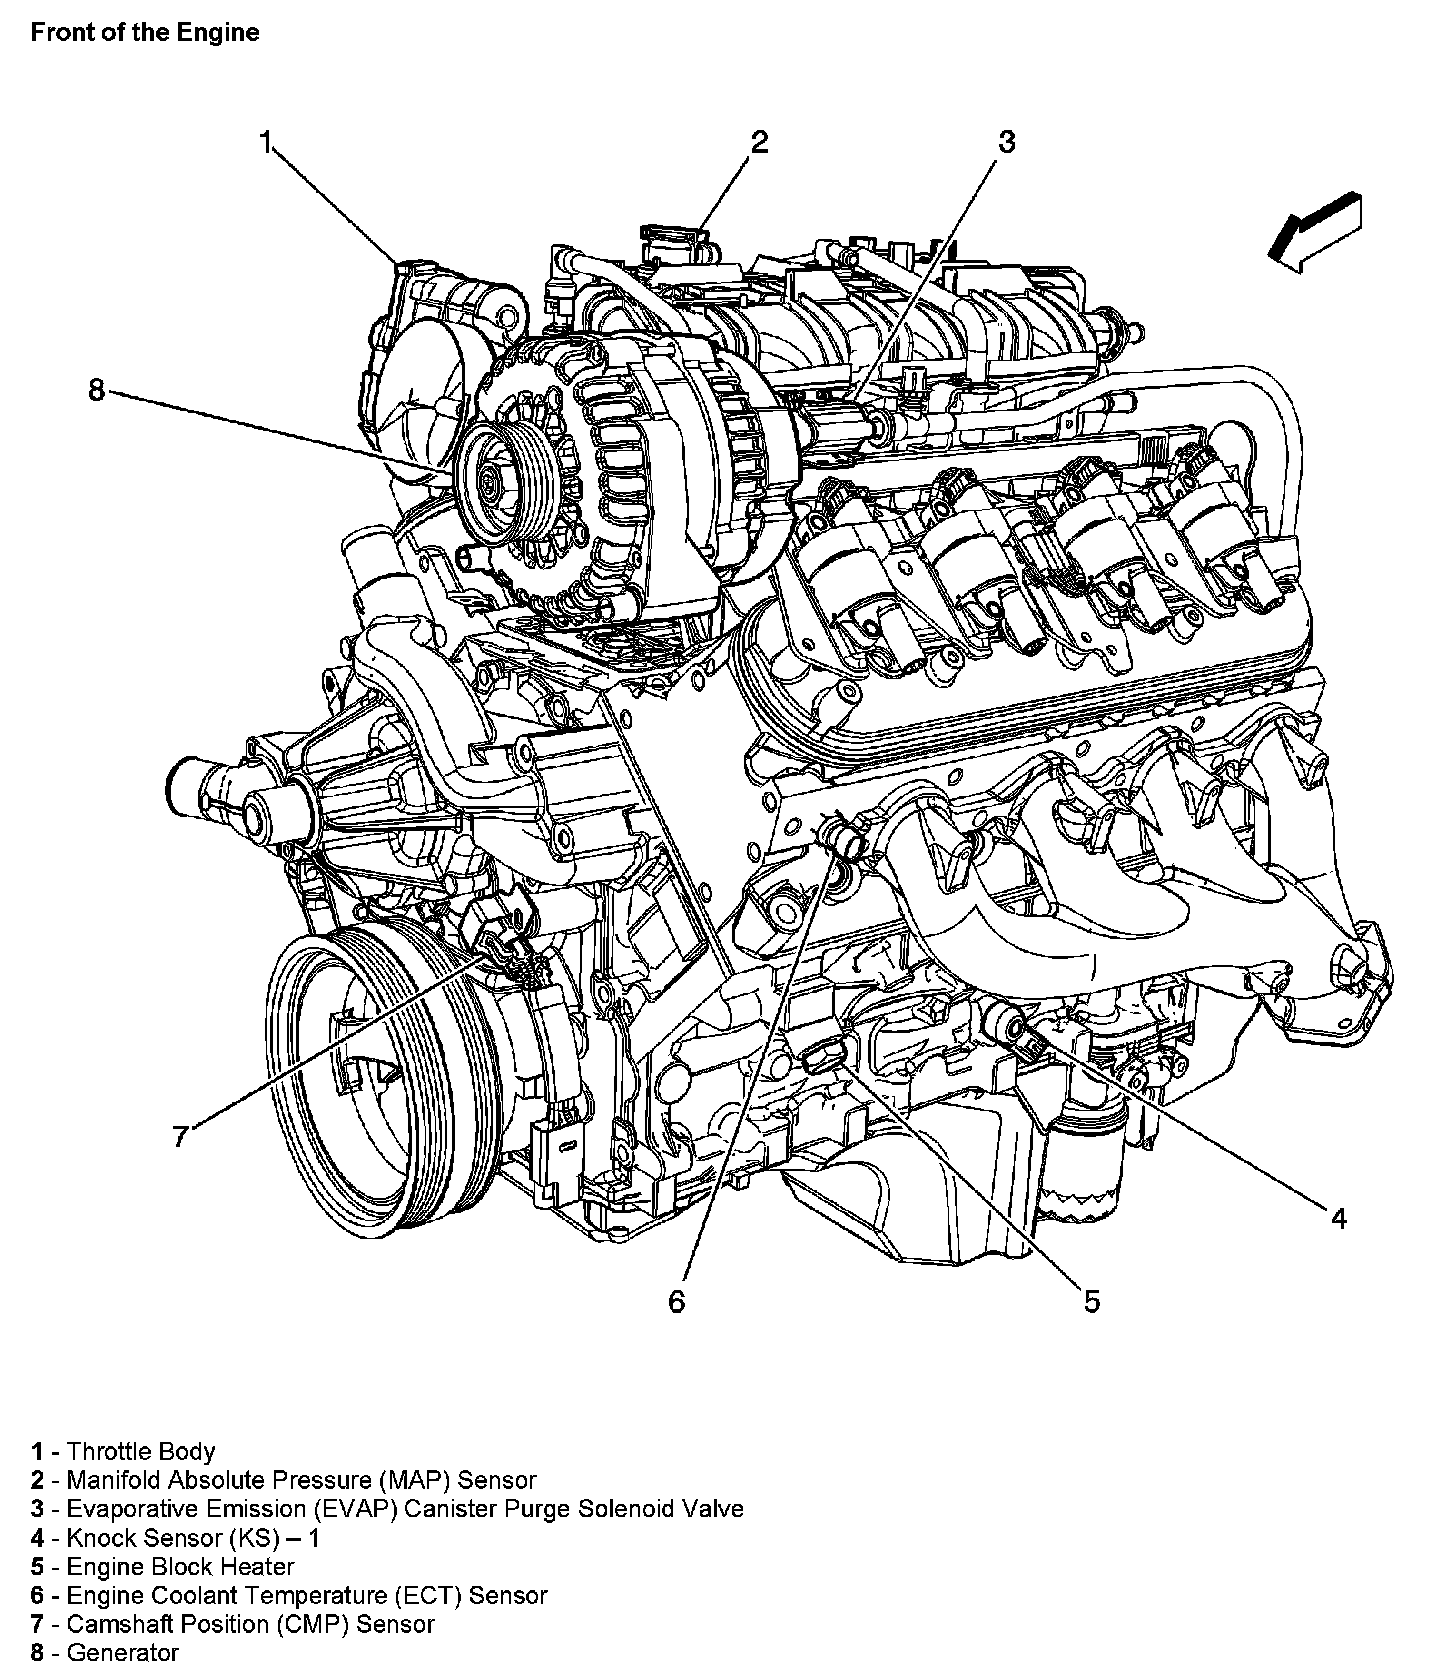 Front of the Engine
1
2
3
8
7
4
6
5
1 - Throttle Body
2 - Manifold Absolute Pressure (MAP) Sensor
3 - Evaporative Emission (EVAP) Canister Purge Solenoid Valve
4 - Knock Sensor (KS) – 1
5 - Engine Block Heater
6 - Engine Coolant Temperature (ECT) Sensor
7 - Camshaft Position (CMP) Sensor
8 - Generator